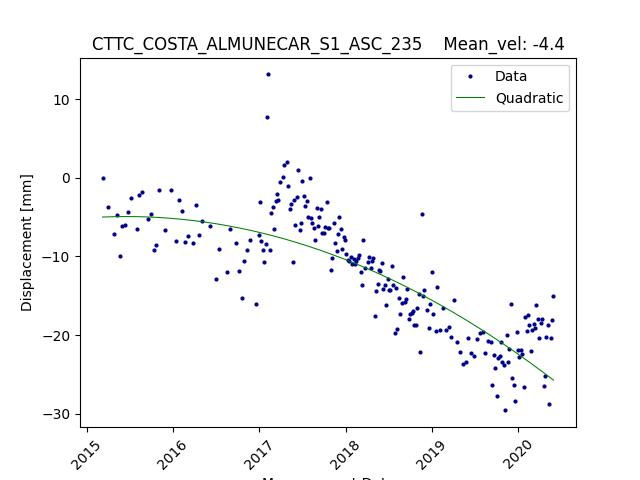 CTTC_COSTA_ALMUNECAR_S1_ASC_235 Mean_vel: -4.4
Data
Quadratic
10
0
−10
−20
−30
Displacement [mm]
2015
2016
2017
2018
2019
2020